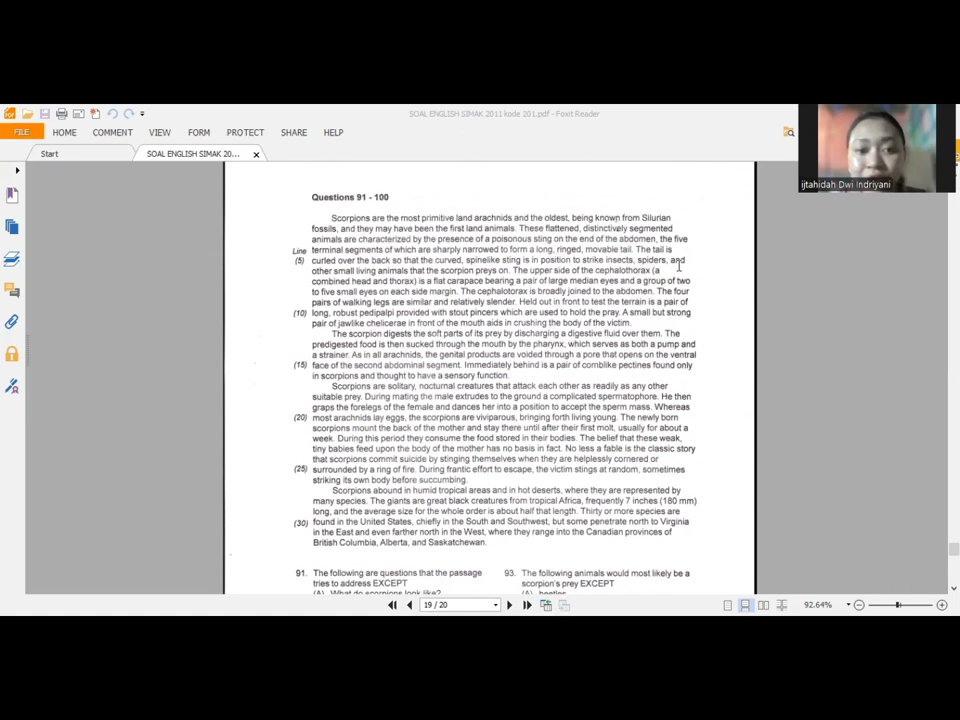 SOAL ENGLISH SIMAK 2011 kode 201.pdf - Foxit Reader
FILE
HOME
COMMENT
VIEW
FORM
PROTECT
SHARE
HELP
Start
SOAL ENGLISH SIMAK 20...
ijtahidah Dwi Indriyani
Questions 91 - 100
Scorpions are the most primitive land arachnids and the oldest, being known from Silurian
fossils, and they may have been the first land animals. These flattened, distinctively segmented
animals are characterized by the presence of a poisonous sting on the end of the abdomen, the five
Line terminal segments of which are sharply narrowed to form a long, ringed, movable tail. The tail is
(5) curled over the back so that the curved, spinelike sting is in position to strike insects, spiders, and
other small living animals that the scorpion preys on. The upper side of the cephalothorax (a
combined head and thorax) is a flat carapace bearing a pair of large median eyes and a group of two
to five small eyes on each side margin. The cephalotorax is broadly joined to the abdomen. The four
pairs of walking legs are similar and relatively slender. Held out in front to test the terrain is a pair of
(10) long, robust pedipalpi provided with stout pincers which are used to hold the pray. A small but strong
pair of jawlike chelicerae in front of the mouth aids in crushing the body of the victim.
The scorpion digests the soft parts of its prey by discharging a digestive fluid over them. The
predigested food is then sucked through the mouth by the pharynx, which serves as both a pump and
a strainer. As in all arachnids, the genital products are voided through a pore that opens on the ventral
(15) face of the second abdominal segment. Immediately behind is a pair of comblike pectines found only
in scorpions and thought to have a sensory function.
Scorpions are solitary, nocturnal creatures that attack each other as readily as any other
suitable prey. During mating the male extrudes to the ground a complicated spermatophore. He then
graps the forelegs of the female and dances her into a position to accept the sperm mass. Whereas
(20) most arachnids lay eggs, the scorpions are viviparous, bringing forth living young. The newly born
scorpions mount the back of the mother and stay there until after their first molt, usually for about a
week. During this period they consume the food stored in their bodies. The belief that these weak,
tiny babies feed upon the body of the mother has no basis in fact. No less a fable is the classic story
that scorpions commit suicide by stinging themselves when they are helplessly cornered or
(25) surrounded by a ring of fire. During frantic effort to escape, the victim stings at random, sometimes
striking its own body before succumbing.
Scorpions abound in humid tropical areas and in hot deserts, where they are represented by
many species. The giants are great black creatures from tropical Africa, frequently 7 inches (180 mm)
long, and the average size for the whole order is about half that length. Thirty or more species are
(30) found in the United States, chiefly in the South and Southwest, but some penetrate north to Virginia
in the East and even farther north in the West, where they range into the Canadian provinces of
British Columbia, Alberta, and Saskatchewan.
91. The following are questions that the passage
tries to address EXCEPT
(A) What do scorpions look like?
93. The following animals would most likely be a
scorpion's prey EXCEPT
(A) beetles
19 / 20
92.64%